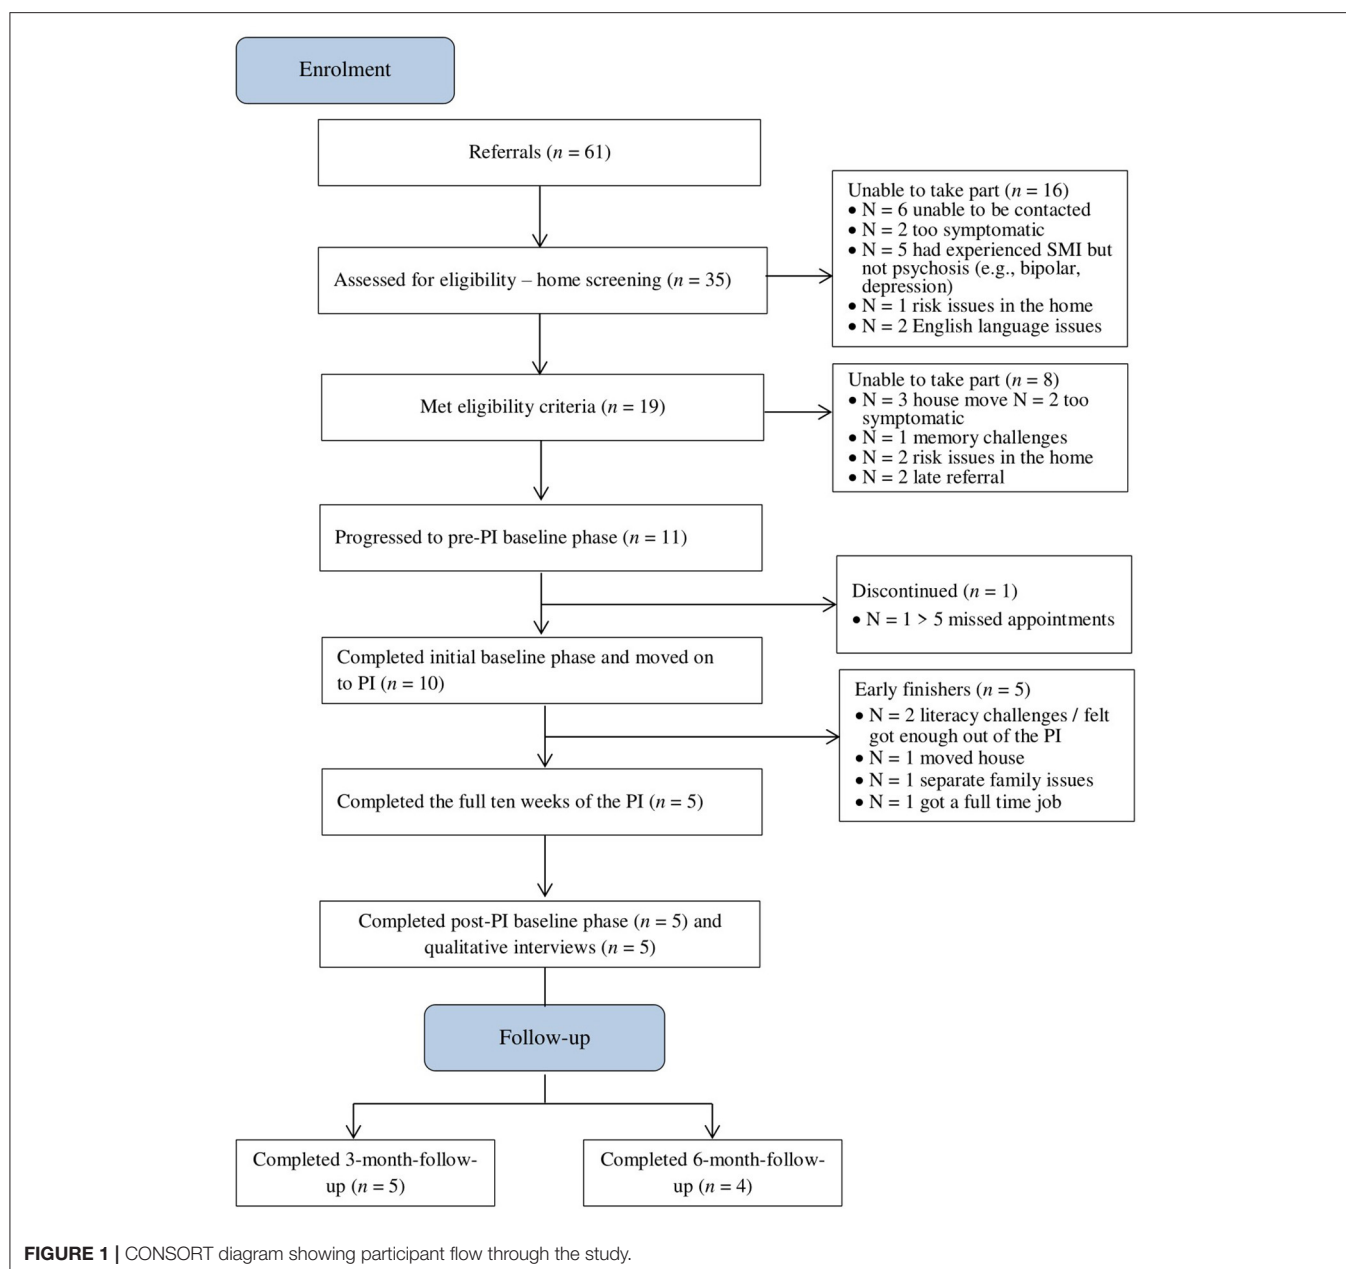 Enrolment
Referrals (n = 61)
Unable to take part (n = 16)
• N = 6 unable to be contacted
• N = 2 too symptomatic
• N = 5 had experienced SMI but
not psychosis (e.g., bipolar,
depression)
• N = 1 risk issues in the home
• N = 2 English language issues
Assessed for eligibility – home screening (n = 35)
Unable to take part (n = 8)
• N = 3 house move N = 2 too
symptomatic
• N = 1 memory challenges
• N = 2 risk issues in the home
• N = 2 late referral
Met eligibility criteria (n = 19)
Progressed to pre-PI baseline phase (n = 11)
Discontinued (n = 1)
• N = 1 > 5 missed appointments
Completed initial baseline phase and moved on
to PI (n = 10)
Early finishers (n = 5)
• N = 2 literacy challenges / felt
got enough out of the PI
• N = 1 moved house
• N = 1 separate family issues
• N = 1 got a full time job
Completed the full ten weeks of the PI (n = 5)
Completed post-PI baseline phase (n = 5) and
qualitative interviews (n = 5)
Follow-up
Completed 3-month-follow-
up (n = 5)
Completed 6-month-follow-
up (n = 4)
FIGURE 1 | CONSORT diagram showing participant flow through the study.